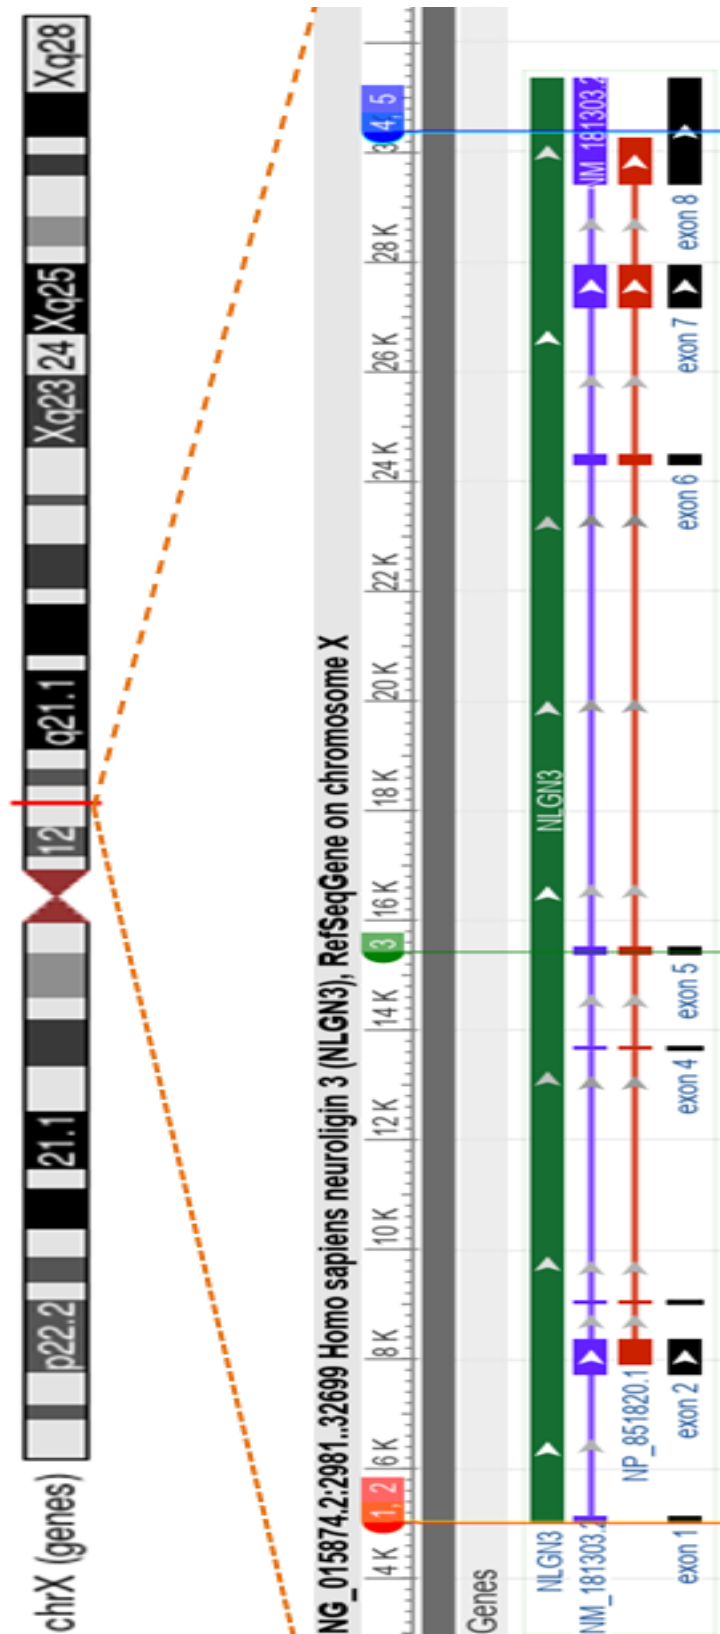 chrX (genes)
p22.2
21.1
12
q21.1
Xq23
24
Xq25
Xq28
NG_015874.2:2981..32699 Homo sapiens neuroligin 3 (NLGN3), RefSeqGene on chromosome X
1, 2
3
4, 5
4 K
6 K
8 K
10 K
12 K
14 K
16 K
18 K
20 K
22 K
24 K
26 K
28 K
3
Genes
NLGN3
NLGN3
NM_181303.2
NM_181303.2
NP_851820.1
exon 1
exon 2
exon 4
exon 5
exon 6
exon 7
exon 8